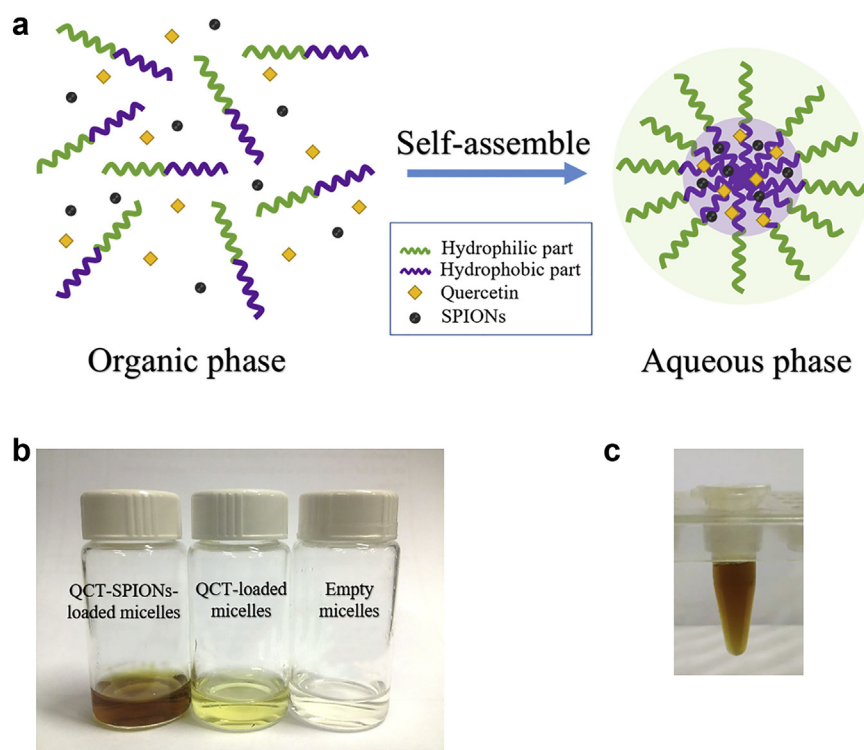 a
Self-assemble
Hydrophilic part
Hydrophobic part
Quercetin
SPIONs
Organic phase
Aqueous phase
b
QCT-SPIONs-
loaded micelles
QCT-loaded
micelles
Empty
micelles
c